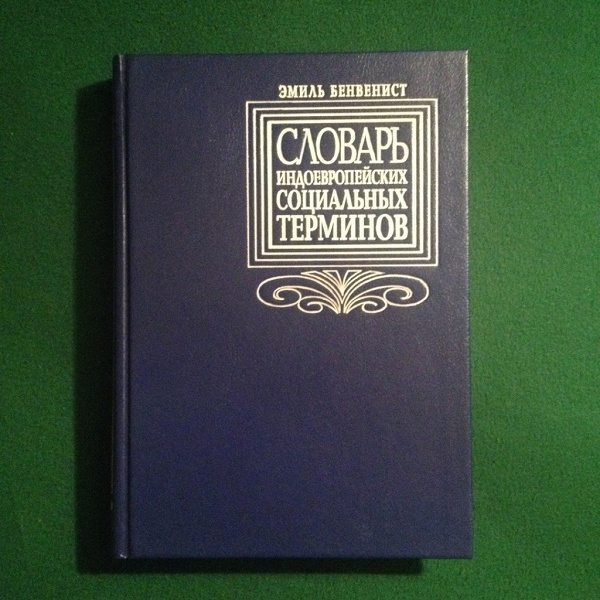 ЭМИЛЬ БЕНВЕНИСТ
СЛОВАРЬ
ИНДОЕВРОПЕЙСКИХ
СОЦИАЛЬНЫХ
ТЕРМИНОВ